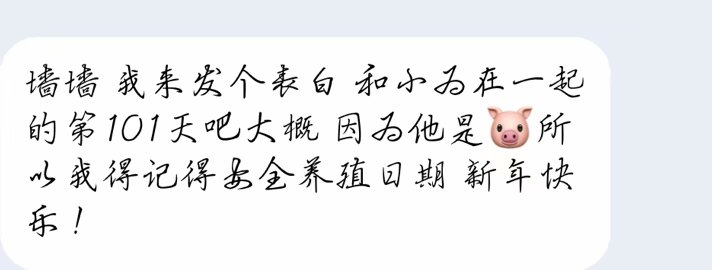 墙墙 我来发个表白 和小为在一起
的第101天吧大概 因为他是🐷所
以我得记得安全养殖日期 新年快
乐！